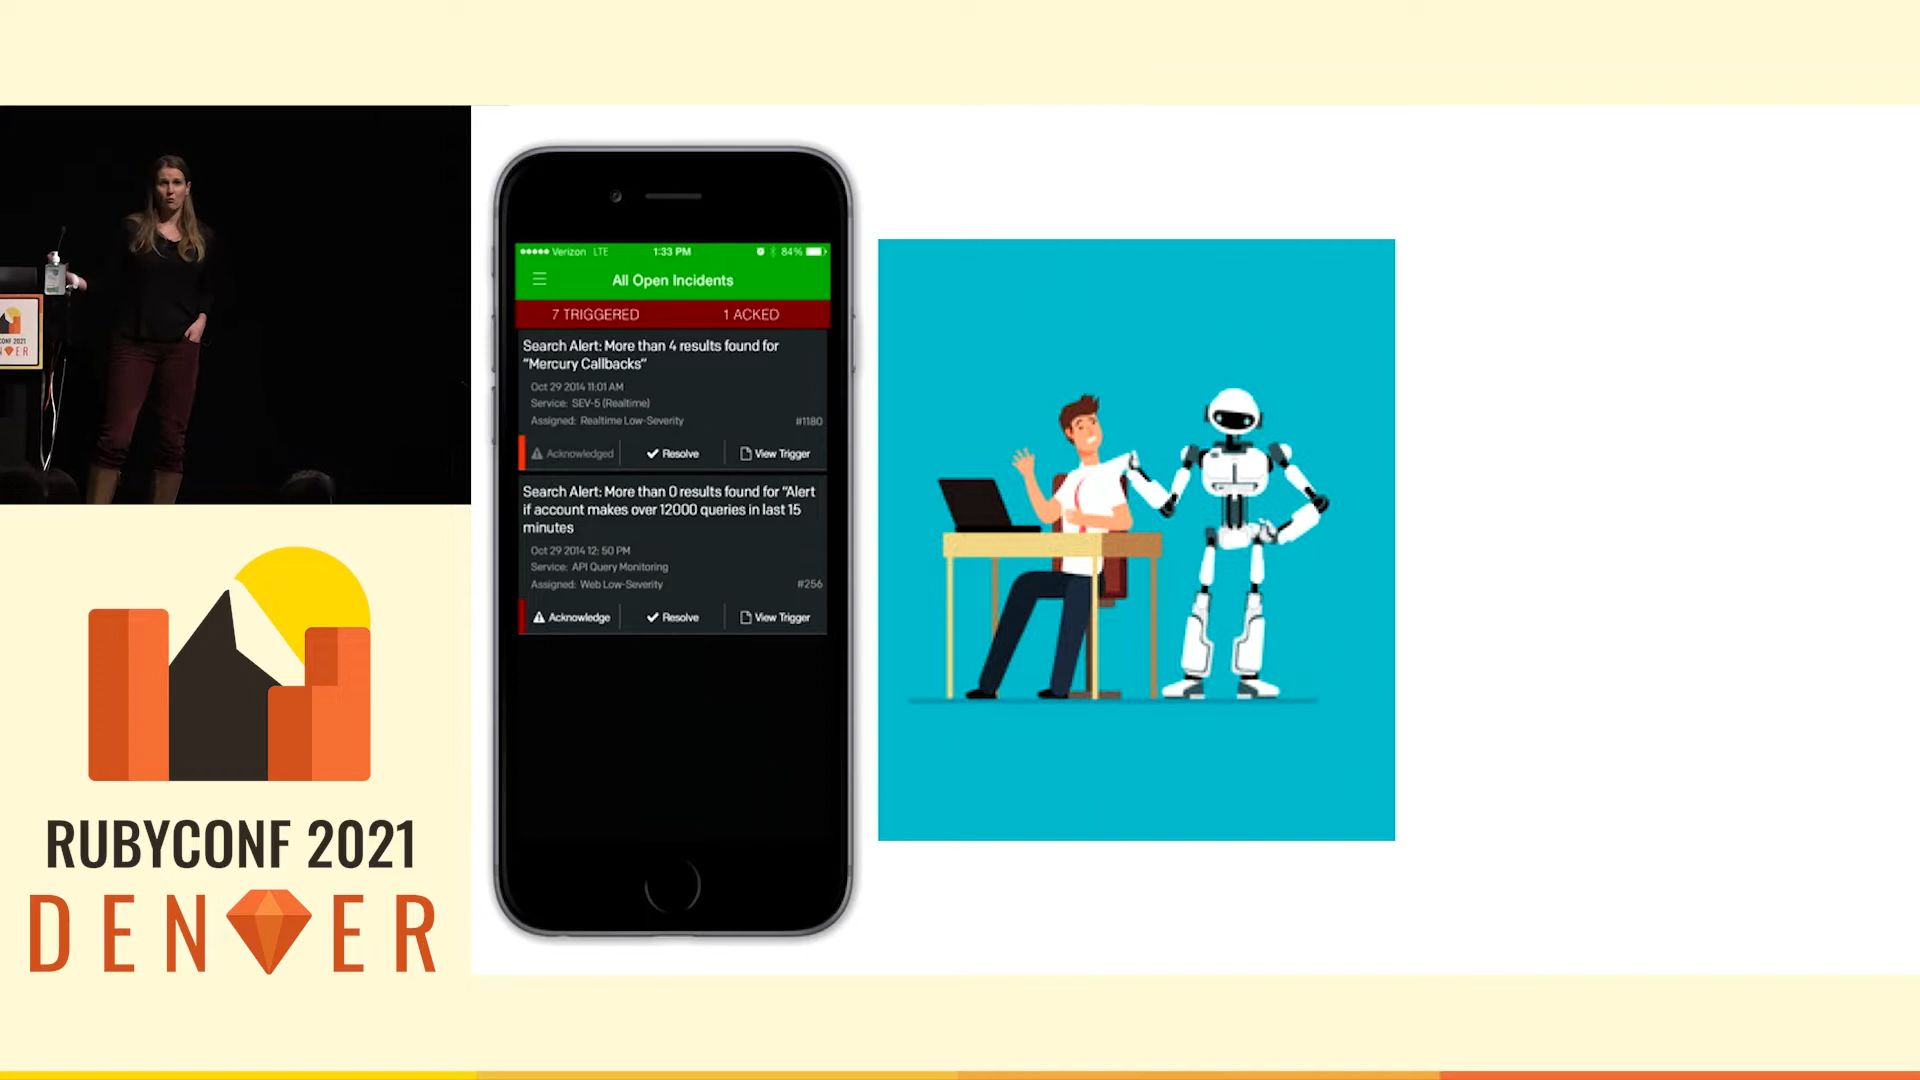 Verizon LTE 1:33 PM 84%
All Open Incidents
7 TRIGGERED 1 ACKED
Search Alert: More than 4 results found for
“Mercury Callbacks”
Oct 29 2014 11:01 AM
Service: SEV-5 (Realtime)
Assigned: Realtime Low-Severity #1180
Acknowledged Resolve View Trigger
Search Alert: More than 0 results found for “Alert
if account makes over 12000 queries in last 15
minutes
Oct 29 2014 12: 50 PM
Service: API Query Monitoring
Assigned: Web Low-Severity #256
Acknowledge Resolve View Trigger
CONF 2021
ER
RUBYCONF 2021
DENVER